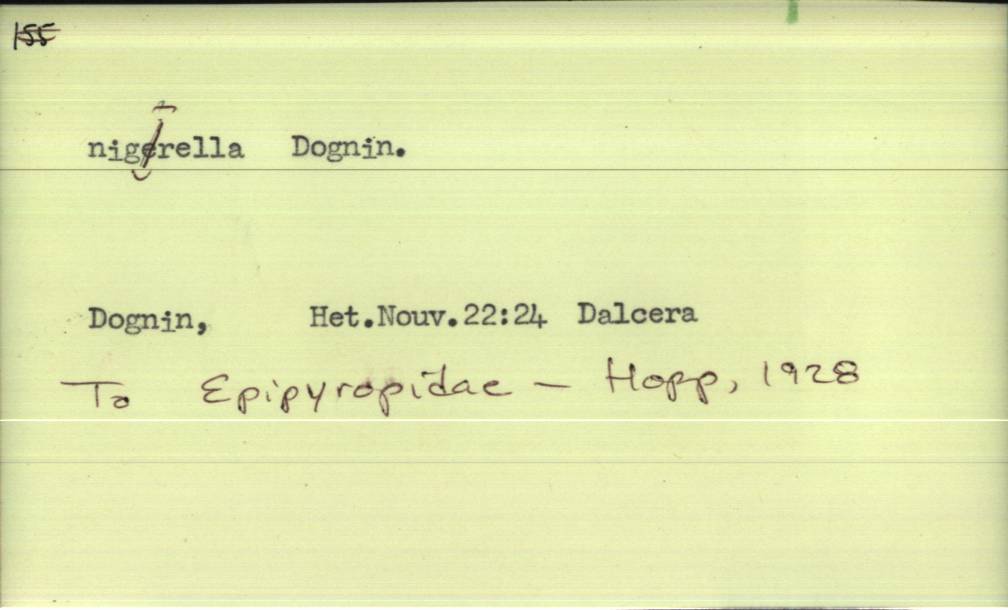 155
nigerella Dognin.
Dognin, Het.Nouv.22:24 Dalcera
To Epipyropidae — Hopp, 1928